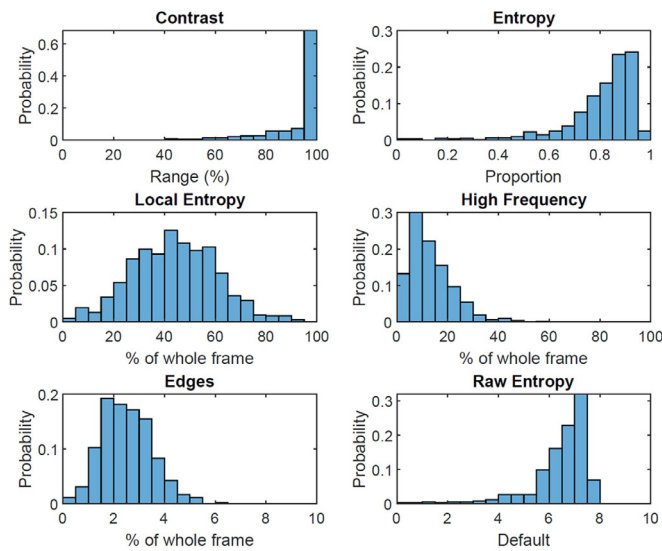 Contrast
Probability
0.6
0.4
0.2
0
0 20 40 60 80 100
Range (%)
Entropy
Probability
0.3
0.2
0.1
0
0 0.2 0.4 0.6 0.8 1
Proportion
Local Entropy
Probability
0.15
0.1
0.05
0
0 20 40 60 80 100
% of whole frame
High Frequency
Probability
0.3
0.2
0.1
0
0 20 40 60 80 100
% of whole frame
Edges
Probability
0.2
0.1
0
0 2 4 6 8 10
% of whole frame
Raw Entropy
Probability
0.3
0.2
0.1
0
0 2 4 6 8 10
Default